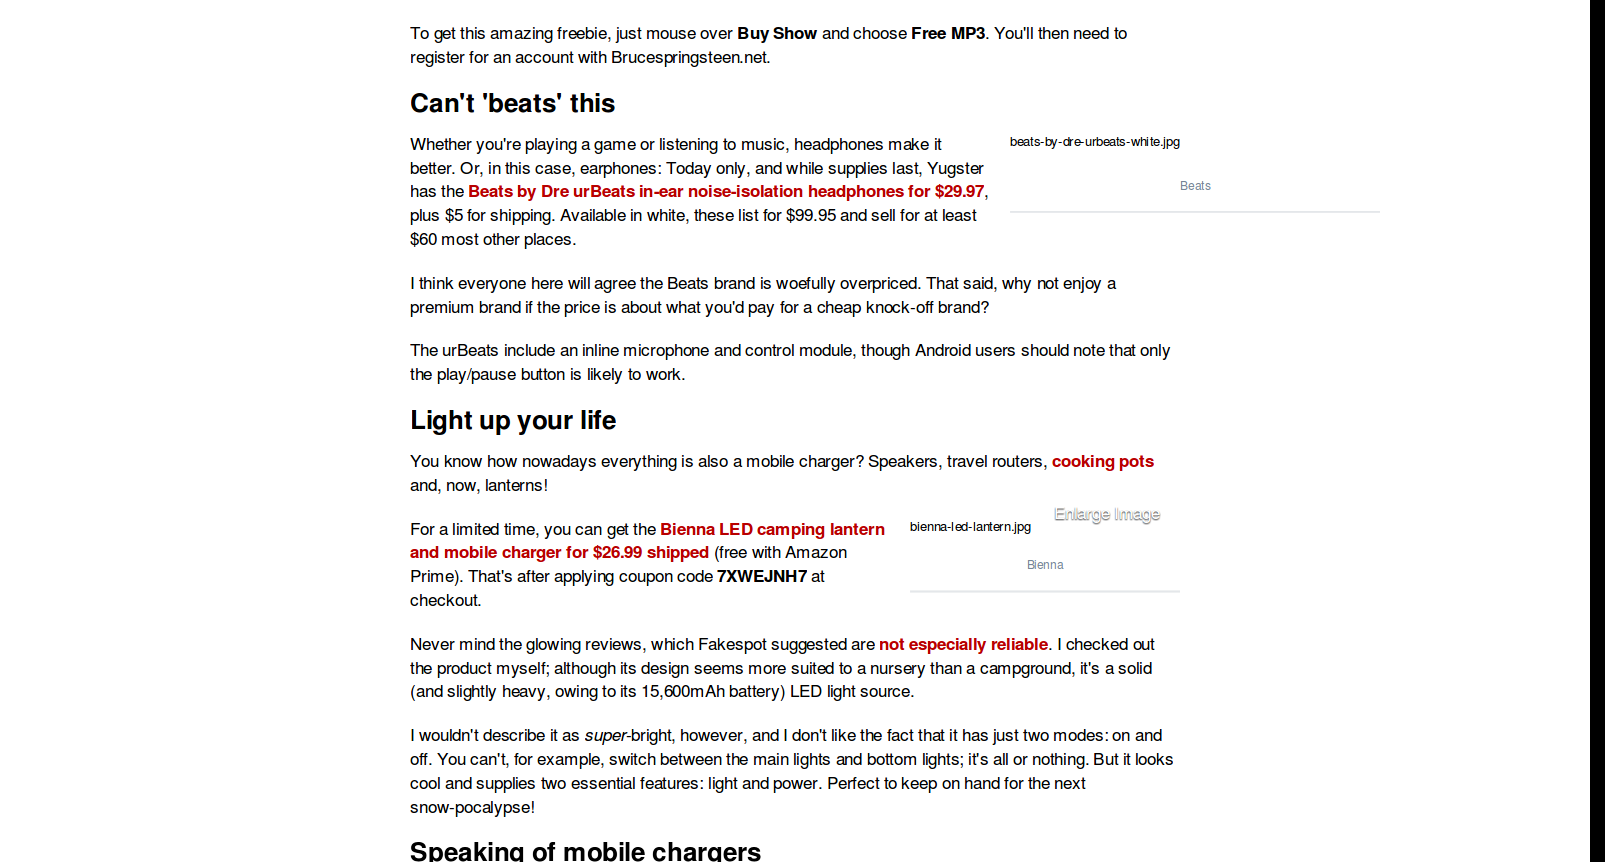 To get this amazing freebie, just mouse over Buy Show and choose Free MP3. You'll then need to
register for an account with Brucespringsteen.net.
Can't 'beats' this
Whether you're playing a game or listening to music, headphones make it
better. Or, in this case, earphones: Today only, and while supplies last, Yugster
has the Beats by Dre urBeats in-ear noise-isolation headphones for $29.97,
plus $5 for shipping. Available in white, these list for $99.95 and sell for at least
$60 most other places.
beats-by-dre-urbeats-white.jpg
Beats
I think everyone here will agree the Beats brand is woefully overpriced. That said, why not enjoy a
premium brand if the price is about what you'd pay for a cheap knock-off brand?
The urBeats include an inline microphone and control module, though Android users should note that only
the play/pause button is likely to work.
Light up your life
You know how nowadays everything is also a mobile charger? Speakers, travel routers, cooking pots
and, now, lanterns!
For a limited time, you can get the Bienna LED camping lantern
and mobile charger for $26.99 shipped (free with Amazon
Prime). That's after applying coupon code 7XWEJNH7 at
checkout.
Enlarge Image
bienna-led-lantern.jpg
Bienna
Never mind the glowing reviews, which Fakespot suggested are not especially reliable. I checked out
the product myself; although its design seems more suited to a nursery than a campground, it's a solid
(and slightly heavy, owing to its 15,600mAh battery) LED light source.
I wouldn't describe it as super-bright, however, and I don't like the fact that it has just two modes: on and
off. You can't, for example, switch between the main lights and bottom lights; it's all or nothing. But it looks
cool and supplies two essential features: light and power. Perfect to keep on hand for the next
snow-pocalypse!
Speaking of mobile chargers